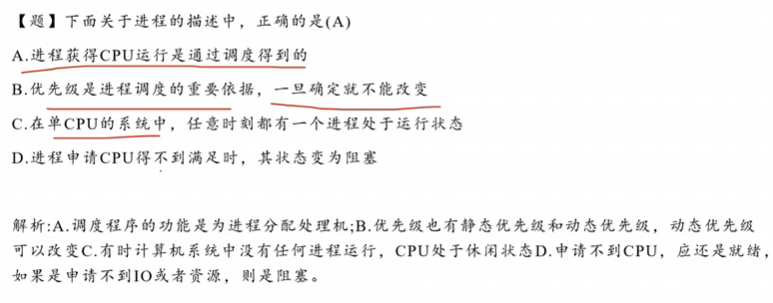 【题】下面关于进程的描述中，正确的是(A)
A.进程获得CPU运行是通过调度得到的
B.优先级是进程调度的重要依据，一旦确定就不能改变
C.在单CPU的系统中，任意时刻都有一个进程处于运行状态
D.进程申请CPU得不到满足时，其状态变为阻塞
解析:A.调度程序的功能是为进程分配处理机;B.优先级也有静态优先级和动态优先级，动态优先级
可以改变C.有时计算机系统中没有任何进程运行，CPU处于休闲状态D.申请不到CPU，应还是就绪，
如果是申请不到IO或者资源，则是阻塞。